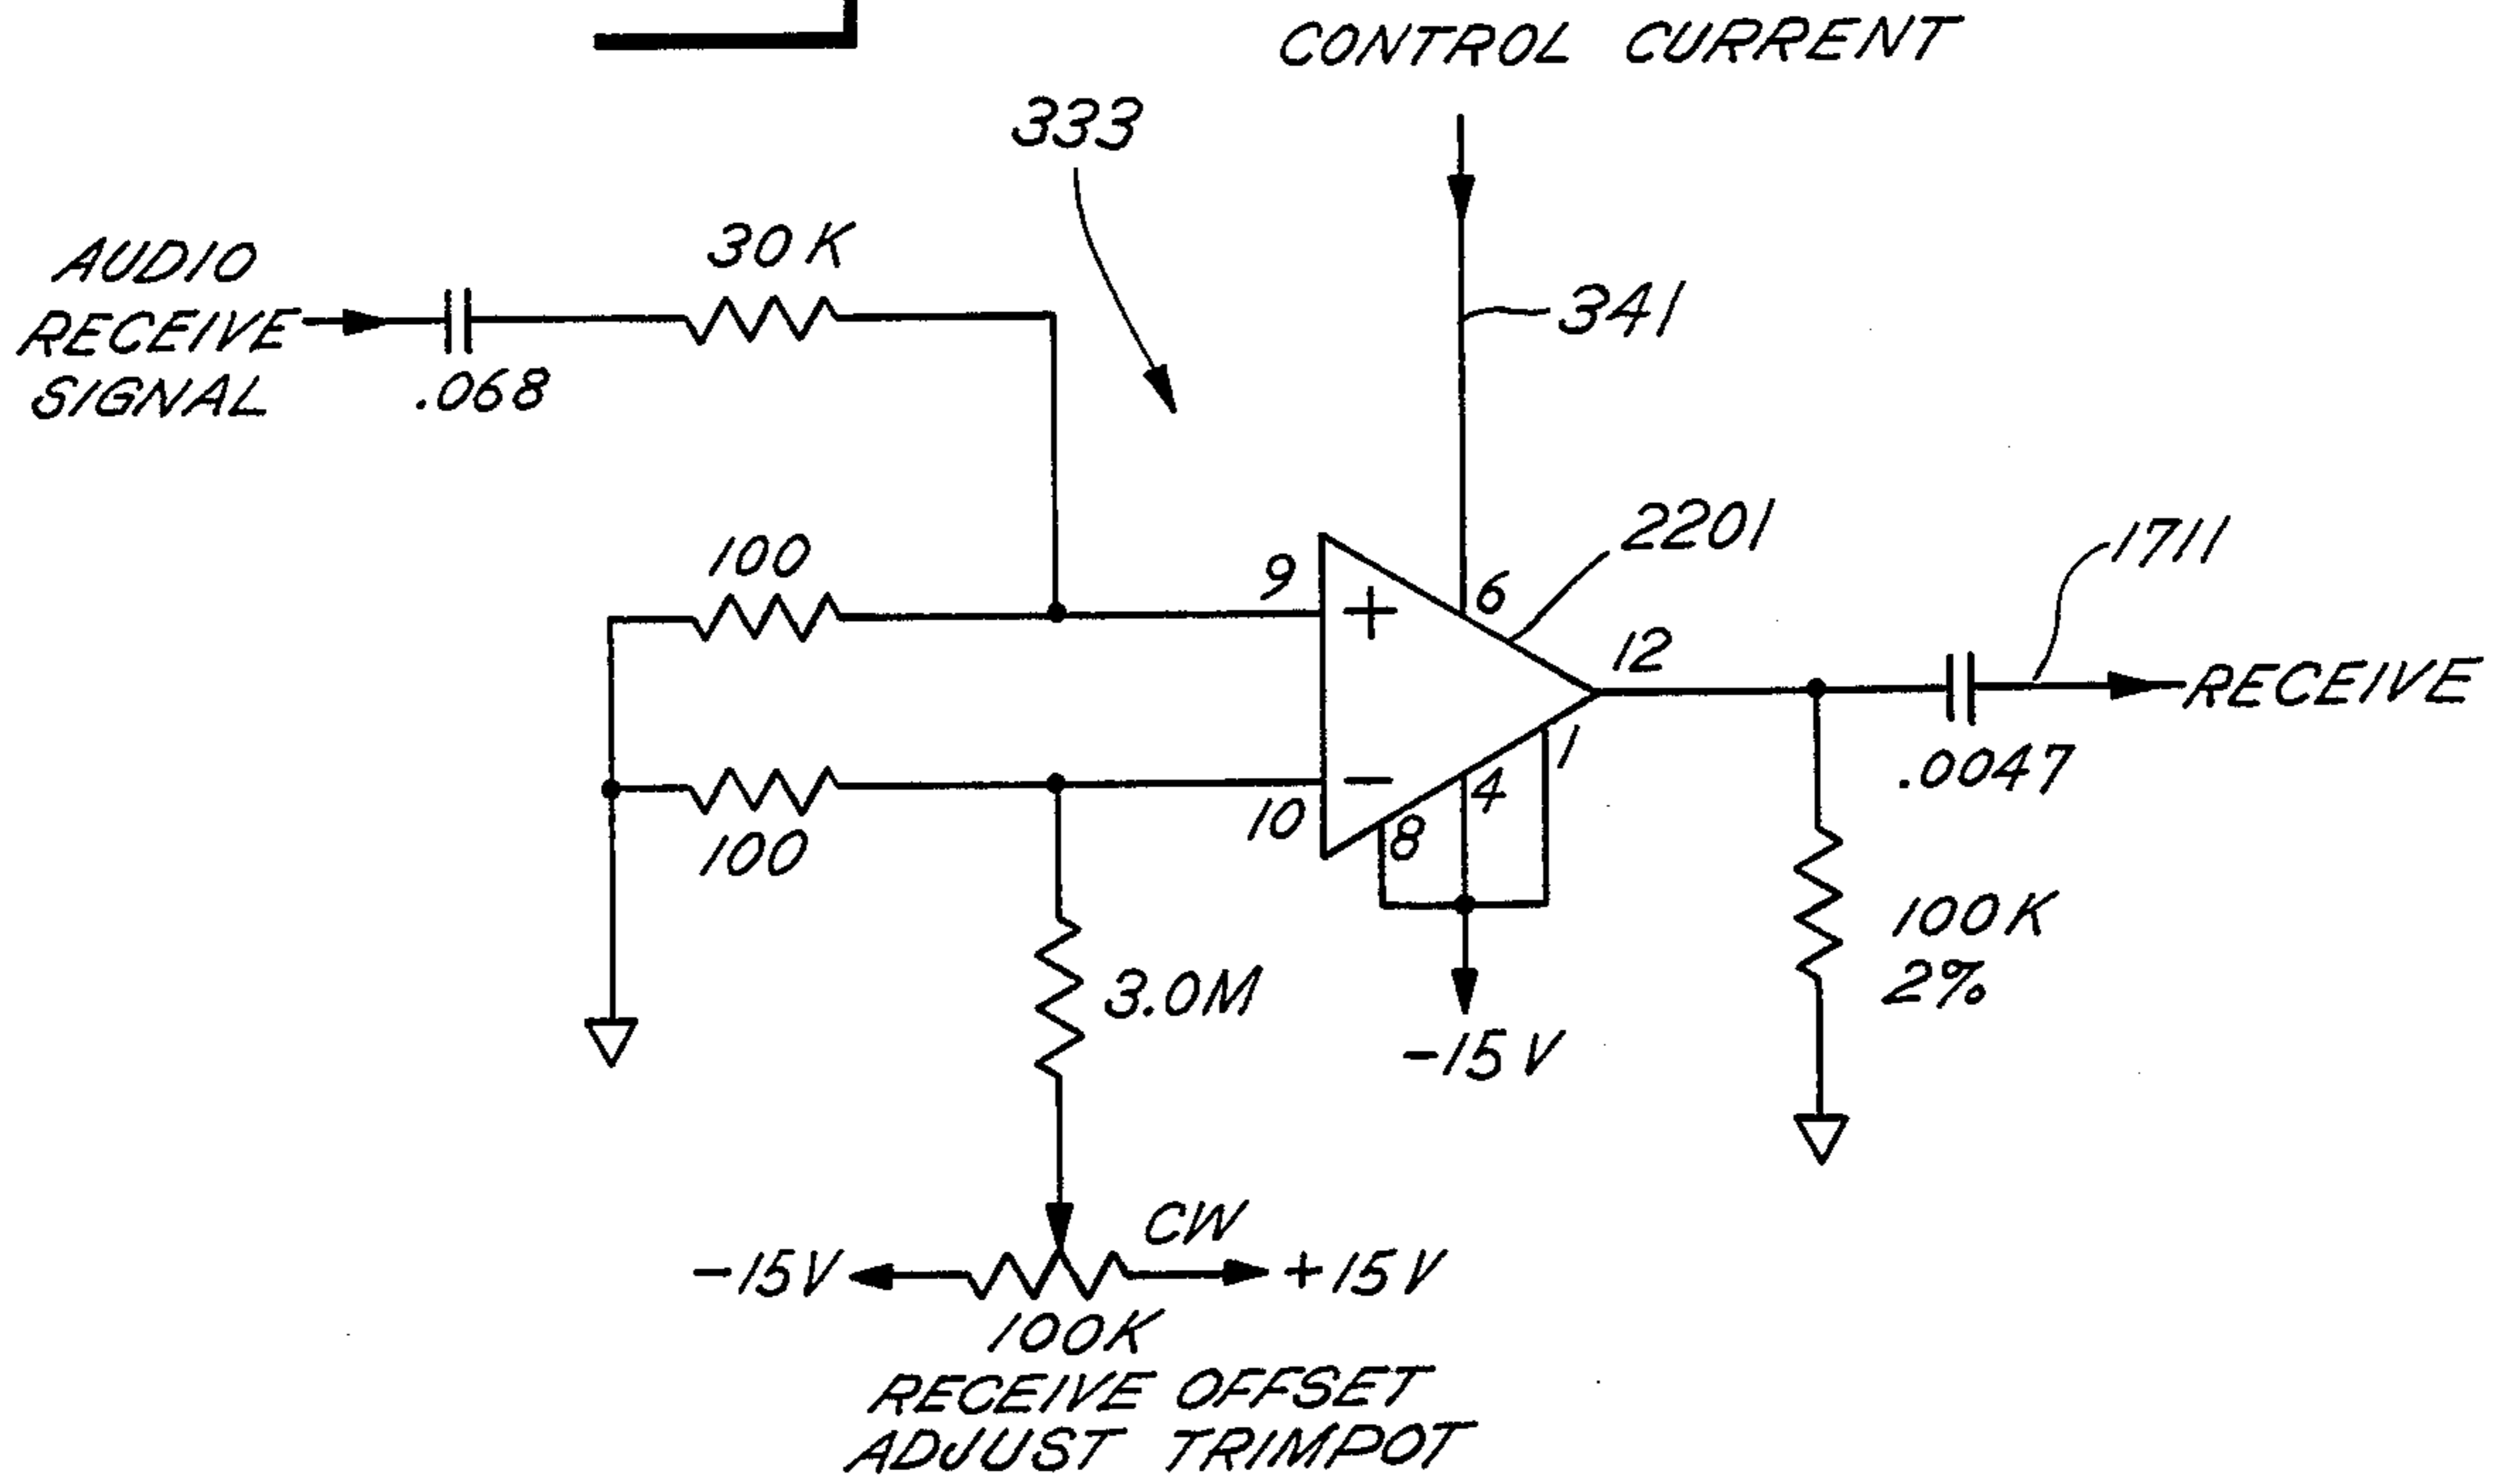 CONTROL CURRENT
333
AUDIO
RECEIVE
SIGNAL
.068
30K
341
100
9
+
6
2201
12
1711
RECEIVE
.0047
100
10
−
8
4
1
-15V
100K
2%
3.0M
-15V
CW
+15V
100K
RECEIVE OFFSET
ADJUST TRIMPOT